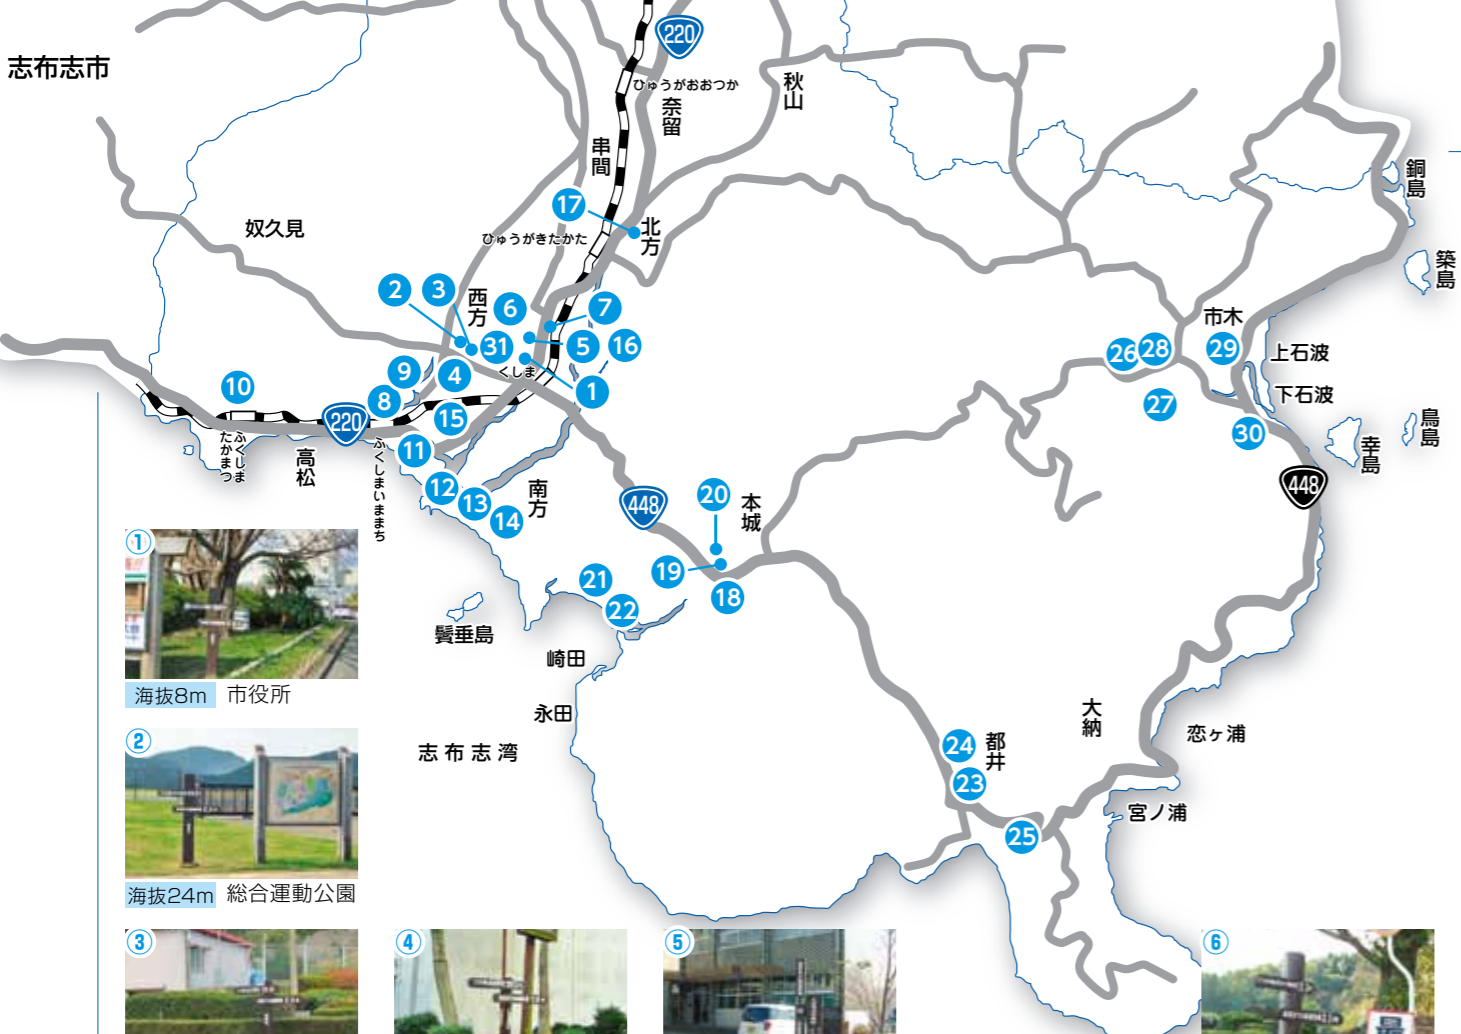 志布志市
220
ひゅうがおおつか
奈留
秋山
串間
銅島
17
北方
奴久見
ひゅうがきたかた
築島
2
3
西方
6
7
市木
31
5
16
26
28
29
上石波
9
4
くしま
1
10
8
27
下石波
220
15
30
鳥島
幸島
ふくしま
たかまつ
高松
ふくしまいままち
11
12
13
14
南方
448
20
本城
448
①
21
19
18
22
鬢垂島
崎田
海抜8m 市役所
永田
大納
恋ヶ浦
②
志布志湾
24
都井
23
宮ノ浦
25
海抜24m 総合運動公園
③
④
⑤
⑥